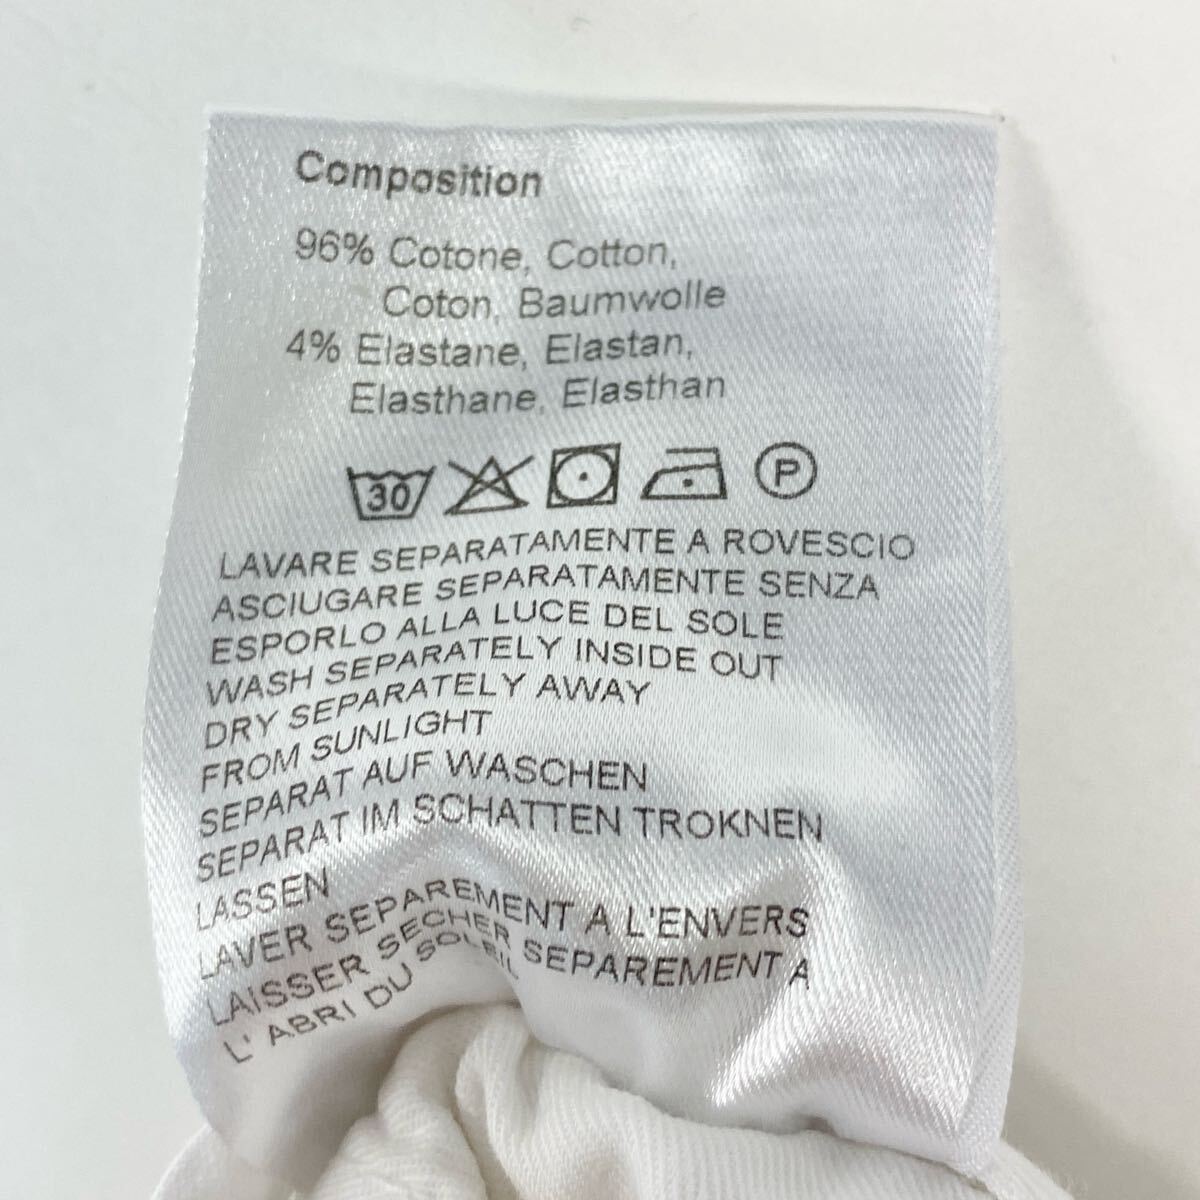 Composition
96% Cotone, Cotton,
Coton, Baumwolle
4% Elastane, Elastan,
Elasthane, Elasthan
30 P
LAVARE SEPARATAMENTE A ROVESCIO
ASCIUGARE SEPARATAMENTE SENZA
ESPORLO ALLA LUCE DEL SOLE
WASH SEPARATELY INSIDE OUT
DRY SEPARATELY AWAY
FROM SUNLIGHT
SEPARAT AUF WASCHEN
SEPARAT IM SCHATTEN TROKNEN
LASSEN
LAVER SEPAREMENT A L'ENVERS
LAISSER SECHER SEPAREMENT A
L' ABRI DU SOLEIL